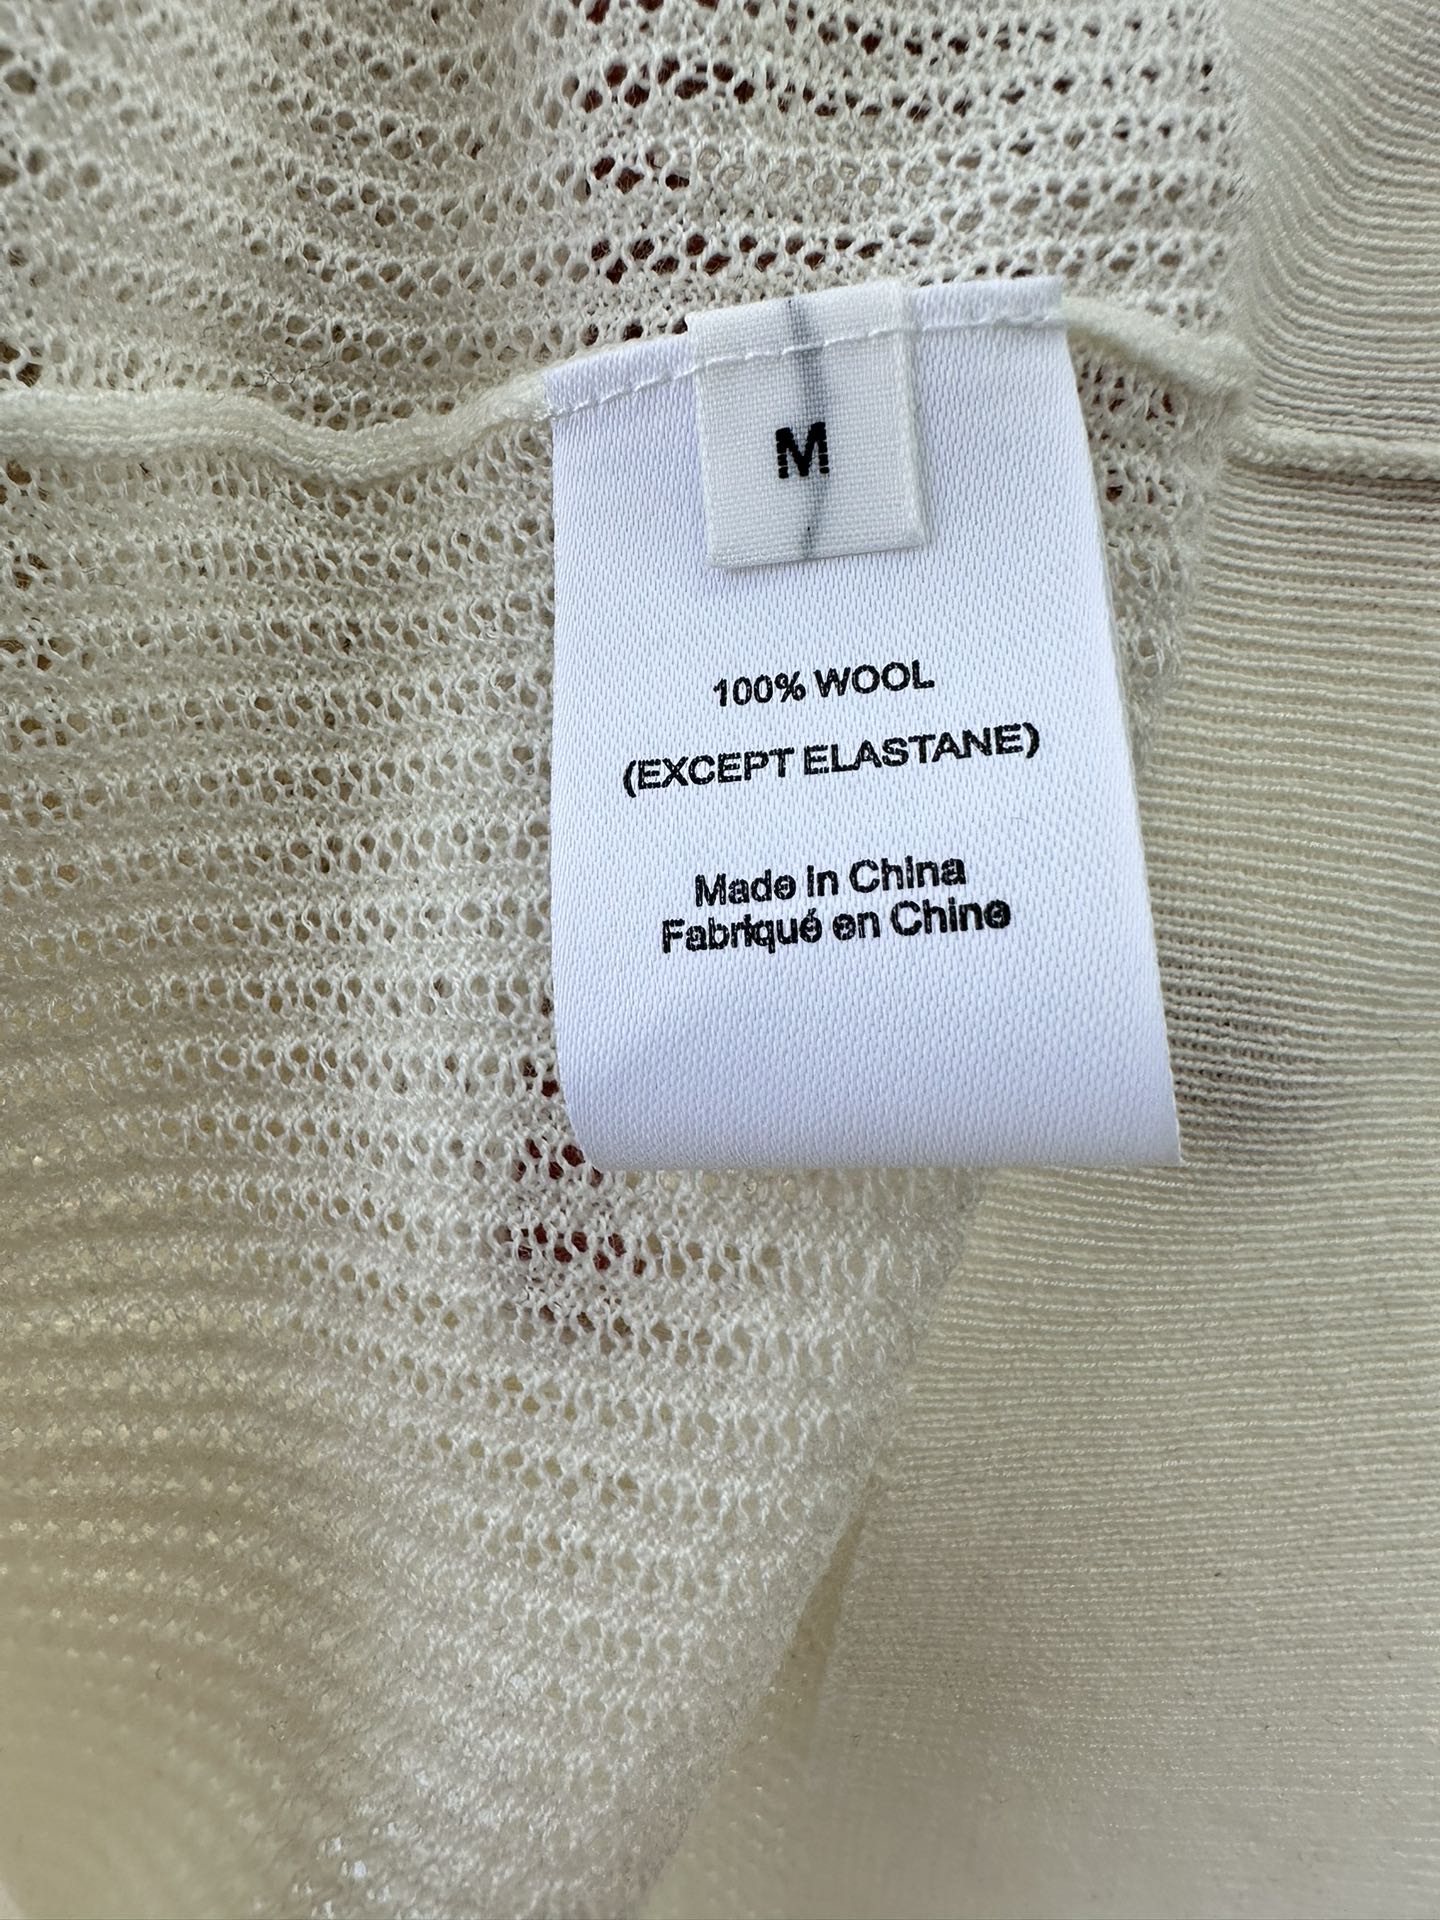 M
100% WOOL
(EXCEPT ELASTANE)
Made in China
Fabriqué en Chine